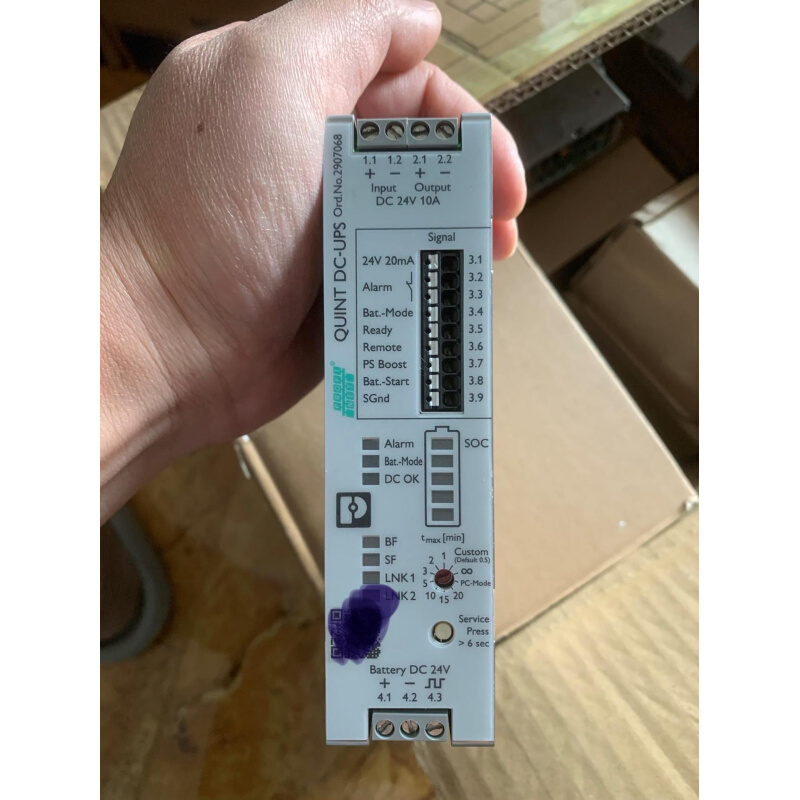 1.1 1.2 2.1 2.2
+ − + −
Input Output
DC 24V 10A
QUINT DC-UPS Ord.No.2907068
Signal
24V 20mA 3.1
3.2
Alarm
3.3
Bat.-Mode 3.4
Ready 3.5
Remote 3.6
PS Boost 3.7
Bat.-Start 3.8
SGnd 3.9
Alarm SOC
Bat.-Mode
DC OK
BF
SF
LNK1
LNK2
tmax [min]
Custom
(Default 0.5)
1
2
3
5
10
15
20
∞
PC-Mode
Service
Press
> 6 sec
Battery DC 24V
+ −
4.1 4.2 4.3